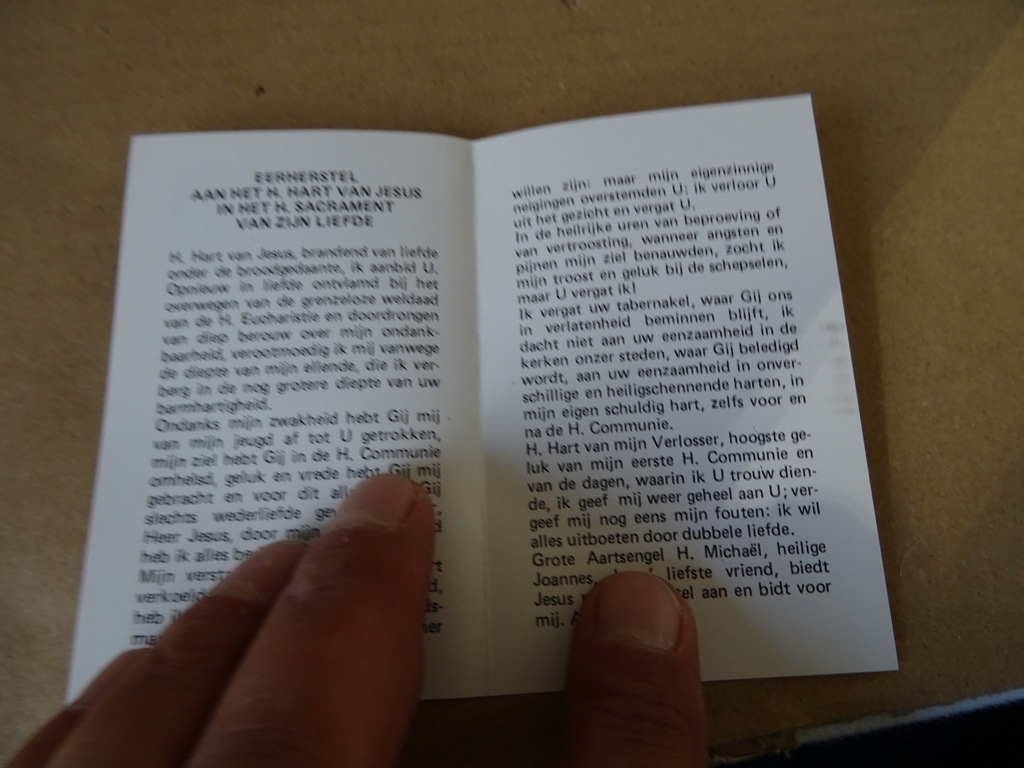 EERHERSTEL
AAN HET H. HART VAN JESUS
IN HET H. SACRAMENT
VAN ZIJN LIEFDE
H. Hart van Jesus, brandend van liefde
onder de broodgedaante, ik aanbid U.
Opnieuw in liefde ontvlamd bij het
overwegen van de grenzeloze weldaad
van de H. Eucharistie en doordrongen
van diep berouw over mijn ondank-
baarheid, verootmoedig ik mij vanwege
de diepte van mijn ellende, die ik ver-
berg in de nog grotere diepte van uw
barmhartigheid.
Ondanks mijn zwakheid hebt Gij mij
van mijn jeugd af tot U getrokken,
mijn ziel hebt Gij in de H. Communie
omhelsd, geluk en vrede hebt Gij mij
gebracht en voor dit Gij
slechts wederliefde
Heer Jesus, door mijn
heb ik alles
Mijn
heb
willen zijn: maar mijn eigenzinnige
neigingen overstemden U: ik verloor U
uit het gezicht en vergat U.
In de heilrijke uren van beproeving of
van vertroosting, wanneer angsten en
pijnen mijn ziel benauwden, zocht ik
mijn troost en geluk bij de schepselen,
maar U vergat ik!
Ik vergat uw tabernakel, waar Gij ons
in verlatenheid beminnen blijft, ik
dacht niet aan uw eenzaamheid in de
kerken onzer steden, waar Gij beledigd
wordt, aan uw eenzaamheid in onver-
schillige en heiligschennende harten, in
mijn eigen schuldig hart, zelfs voor en
na de H. Communie.
H. Hart van mijn Verlosser, hoogste ge-
luk van mijn eerste H. Communie en
van de dagen, waarin ik U trouw dien-
de, ik geef mij weer geheel aan U; ver-
geef mij nog eens mijn fouten: ik wil
alles uitboeten door dubbele liefde.
Grote Aartsengel H. Michaël, heilige
Joannes, liefste vriend, biedt
Jesus aan en bidt voor
mij.